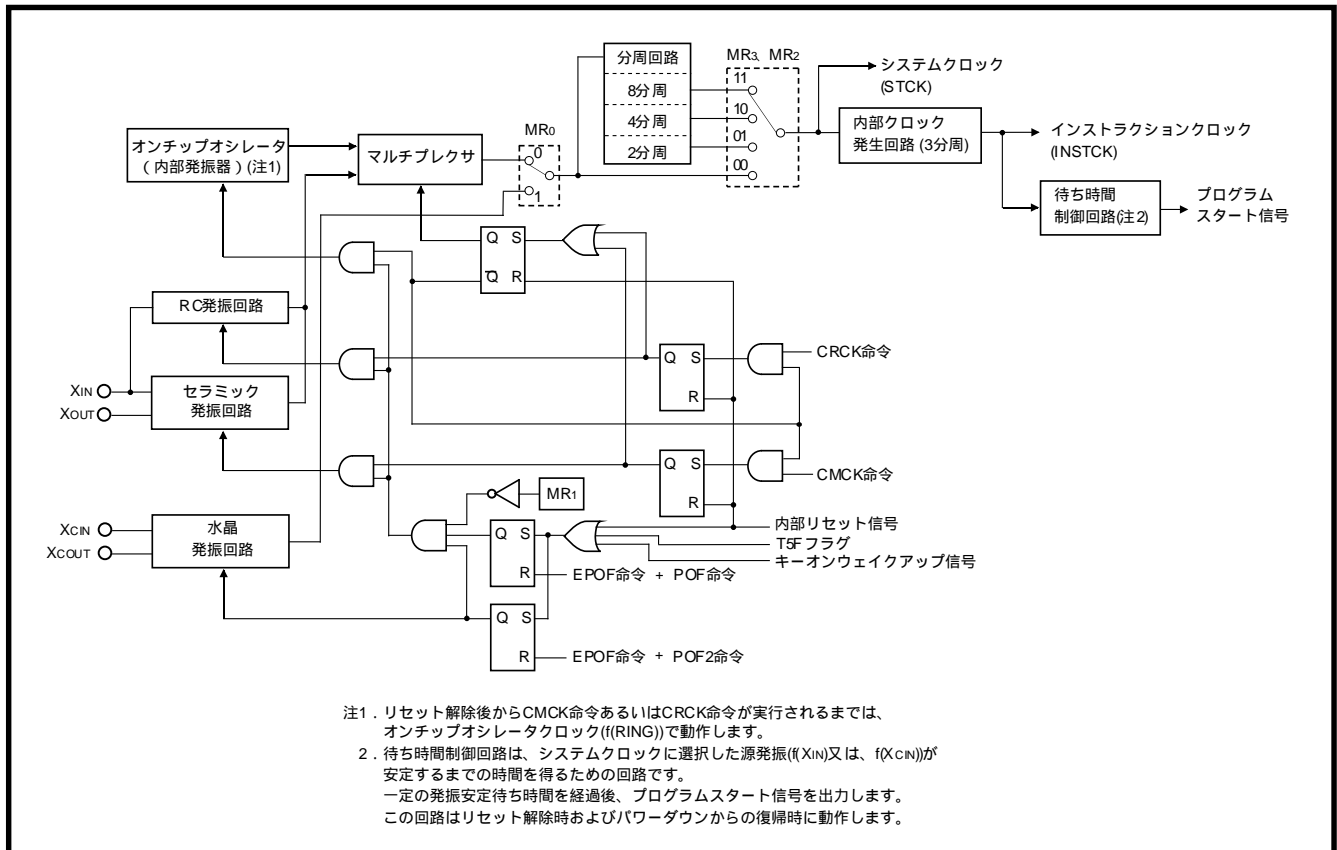 分周回路
8分周
4分周
2分周
MR3、MR2
11
10
01
00
システムクロック
(STCK)
内部クロック
発生回路 (3分周)
インストラクションクロック
(INSTCK)
待ち時間
制御回路(注2)
プログラム
スタート信号
オンチップオシレータ
(内部発振器)(注1)
マルチプレクサ
MR0
0
1
Q S
Q R
RC発振回路
XIN
XOUT
セラミック
発振回路
Q S
R
CRCK命令
Q S
R
CMCK命令
MR1
XCIN
XCOUT
水晶
発振回路
Q S
R
内部リセット信号
T5Fフラグ
キーオンウェイクアップ信号
EPOF命令 + POF命令
Q S
R
EPOF命令 + POF2命令
注1.リセット解除後からCMCK命令あるいはCRCK命令が実行されるまでは、
オンチップオシレータクロック(f(RING))で動作します。
2.待ち時間制御回路は、システムクロックに選択した源発振(f(XIN)又は、f(XCIN))が
安定するまでの時間を得るための回路です。
一定の発振安定待ち時間を経過後、プログラムスタート信号を出力します。
この回路はリセット解除時およびパワーダウンからの復帰時に動作します。